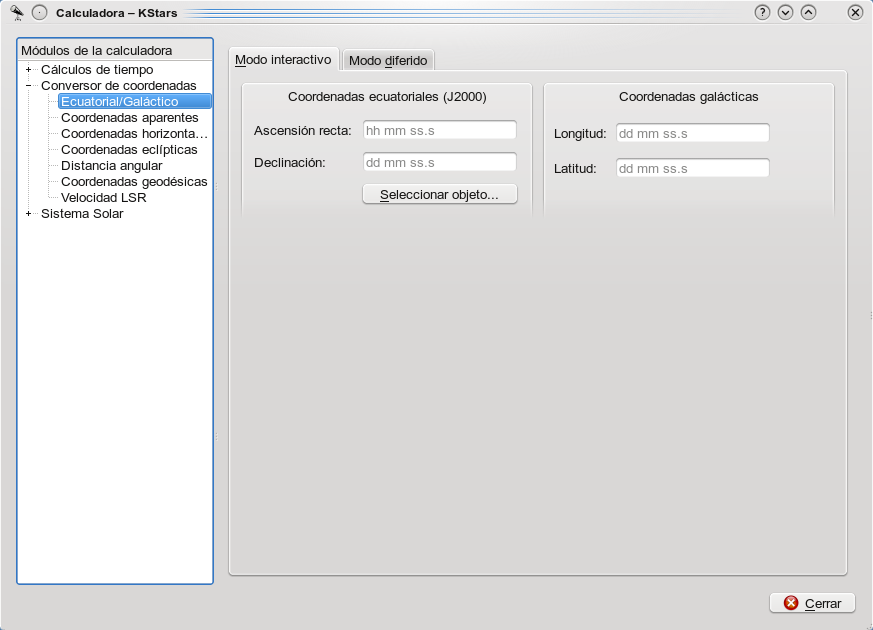 Calculadora – KStars
Módulos de la calculadora
Cálculos de tiempo
Conversor de coordenadas
Ecuatorial/Galáctico
Coordenadas aparentes
Coordenadas horizonta…
Coordenadas eclípticas
Distancia angular
Coordenadas geodésicas
Velocidad LSR
Sistema Solar
Modo interactivo
Modo diferido
Coordenadas ecuatoriales (J2000)
Ascensión recta: hh mm ss.s
Declinación: dd mm ss.s
Seleccionar objeto...
Coordenadas galácticas
Longitud: dd mm ss.s
Latitud: dd mm ss.s
Cerrar